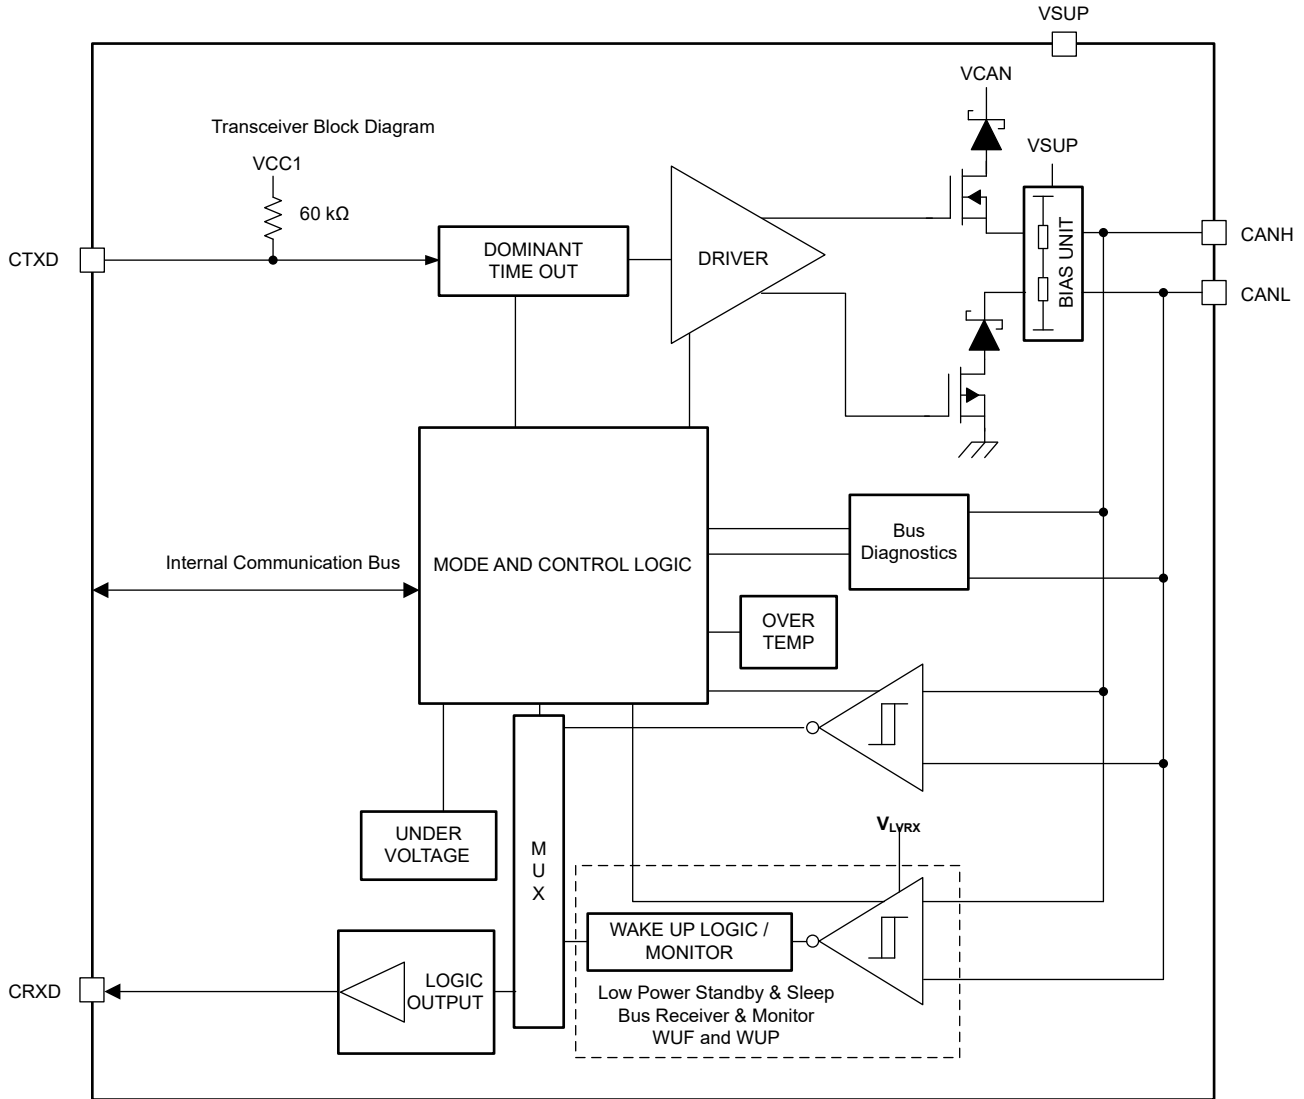 VSUP
VCAN
Transceiver Block Diagram
VCC1
60 kΩ
VSUP
CTXD
DOMINANT
TIME OUT
DRIVER
BIAS UNIT
CANH
CANL
Internal Communication Bus
MODE AND CONTROL LOGIC
Bus
Diagnostics
OVER
TEMP
UNDER
VOLTAGE
M
U
X
VLVRX
WAKE UP LOGIC /
MONITOR
Low Power Standby & Sleep
Bus Receiver & Monitor
WUF and WUP
CRXD
LOGIC
OUTPUT